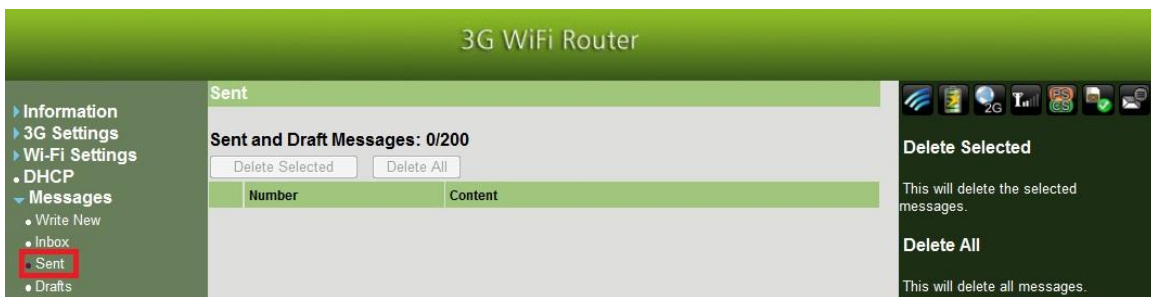 3G WiFi Router
Information
3G Settings
Wi-Fi Settings
DHCP
Messages
Write New
Inbox
Sent
Drafts
Sent
Sent and Draft Messages: 0/200
Delete Selected Delete All
Number Content
2G
PS
CS
Delete Selected
This will delete the selected
messages.
Delete All
This will delete all messages.